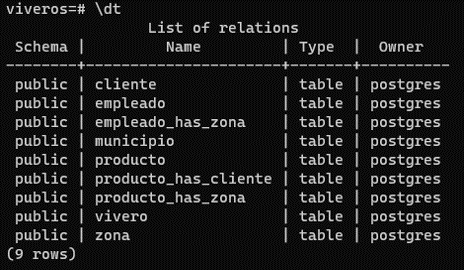 viveros=# \dt
List of relations
Schema | Name | Type | Owner
--------+----------------------+-------+----------
public | cliente | table | postgres
public | empleado | table | postgres
public | empleado_has_zona | table | postgres
public | municipio | table | postgres
public | producto | table | postgres
public | producto_has_cliente | table | postgres
public | producto_has_zona | table | postgres
public | vivero | table | postgres
public | zona | table | postgres
(9 rows)